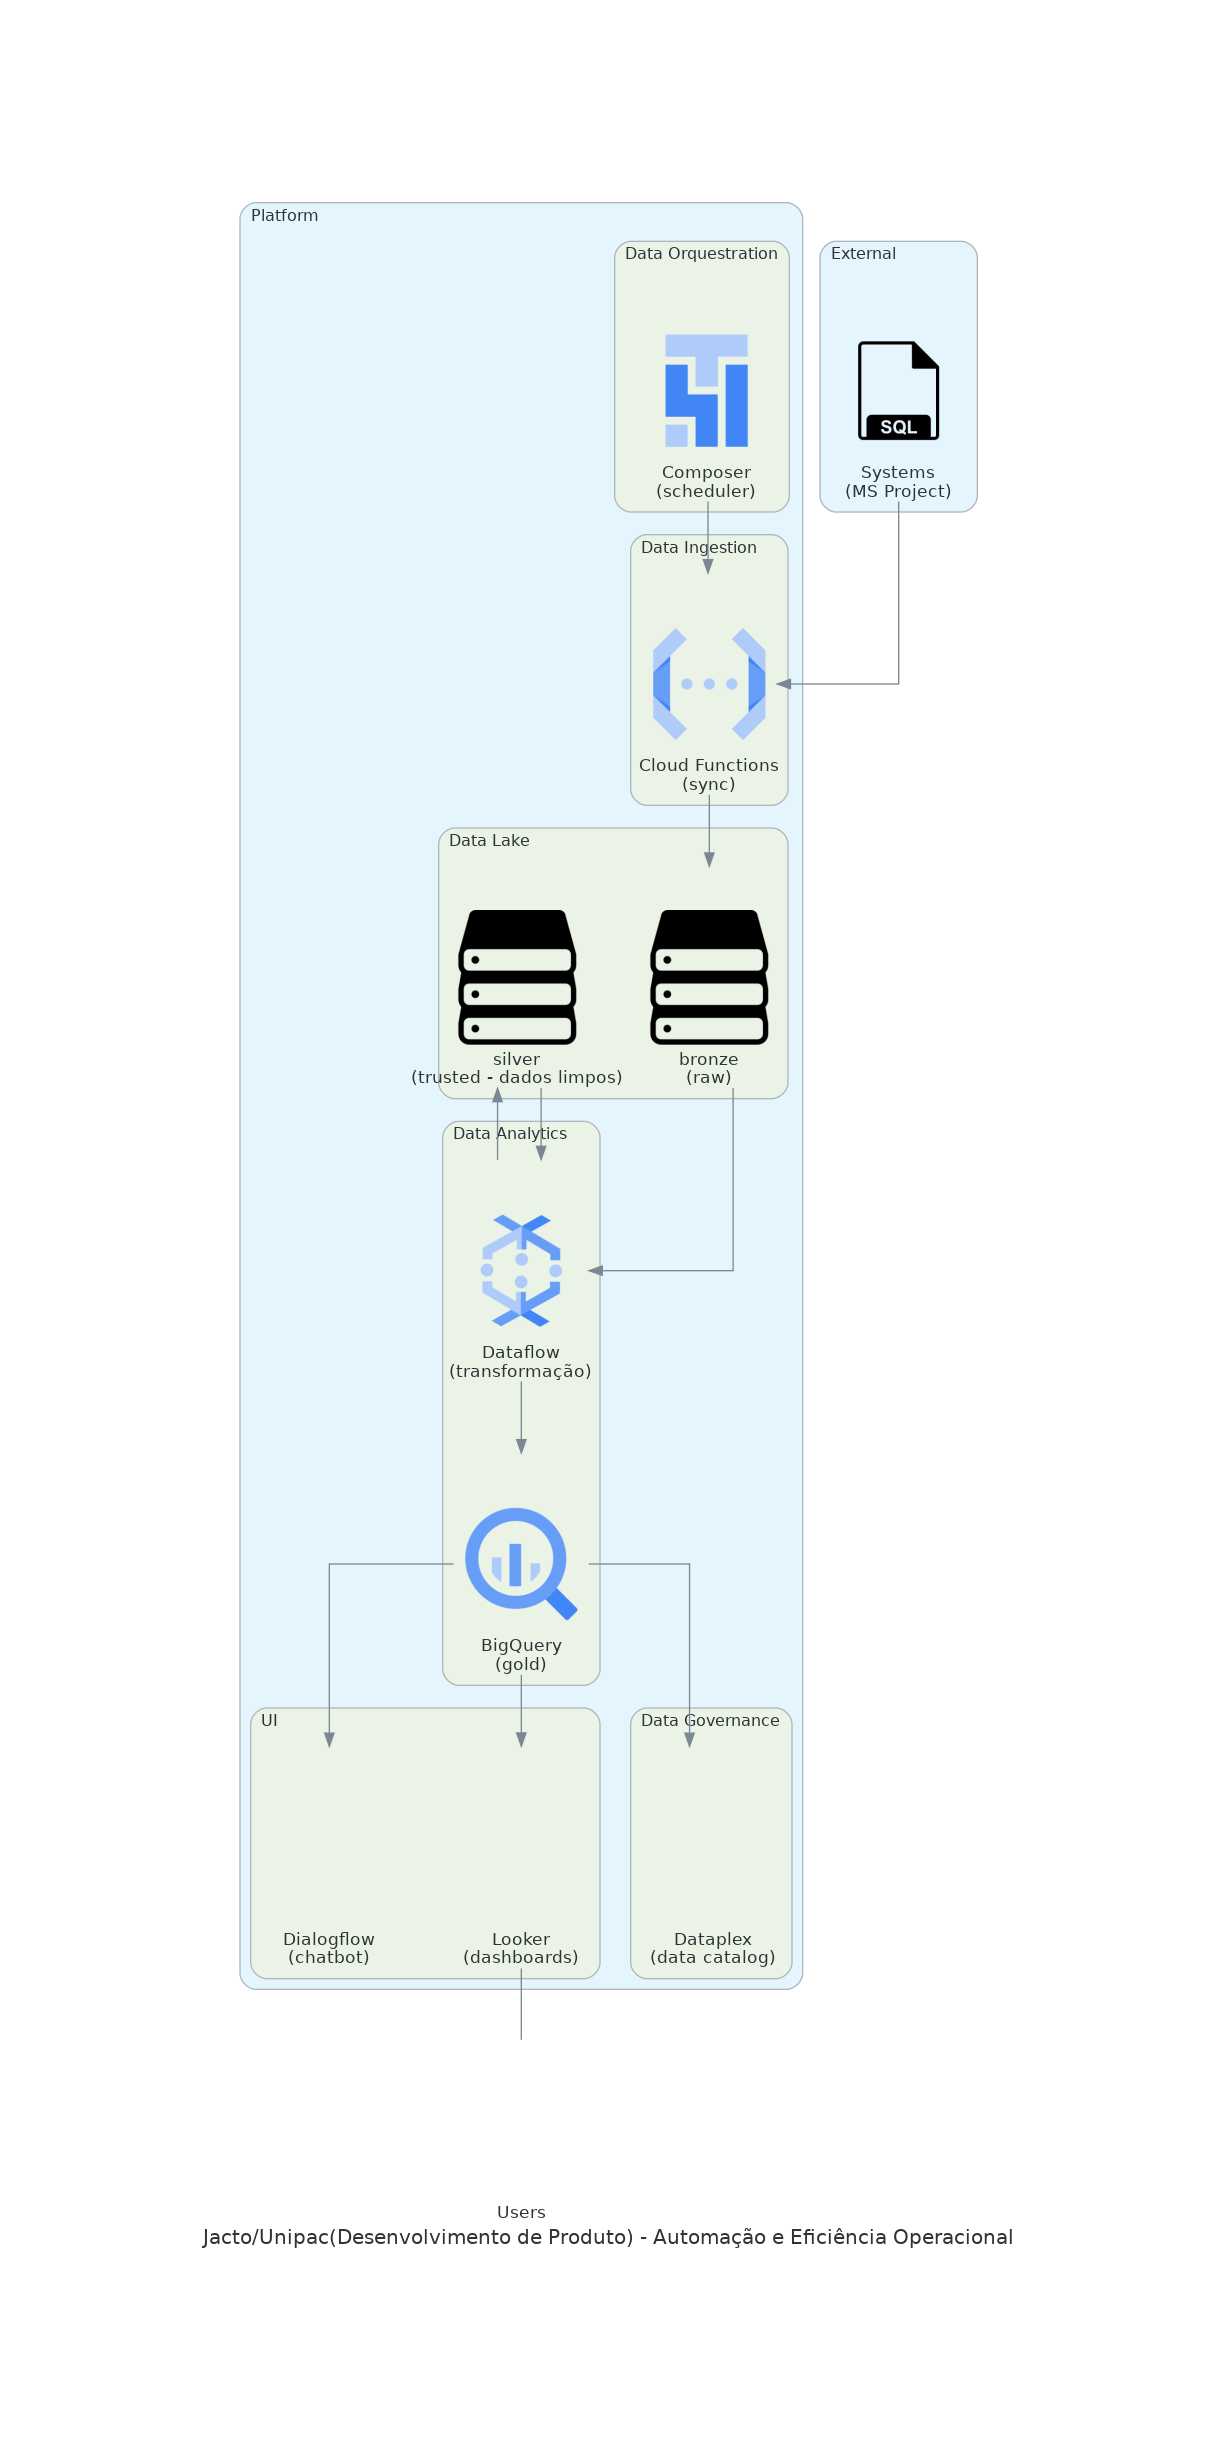 Platform
Data Orquestration
External
SQL
Composer
(scheduler)
Systems
(MS Project)
Data Ingestion
Cloud Functions
(sync)
Data Lake
silver
(trusted - dados limpos)
bronze
(raw)
Data Analytics
Dataflow
(transformação)
BigQuery
(gold)
UI
Data Governance
Dialogflow
(chatbot)
Looker
(dashboards)
Dataplex
(data catalog)
Users
Jacto/Unipac(Desenvolvimento de Produto) - Automação e Eficiência Operacional